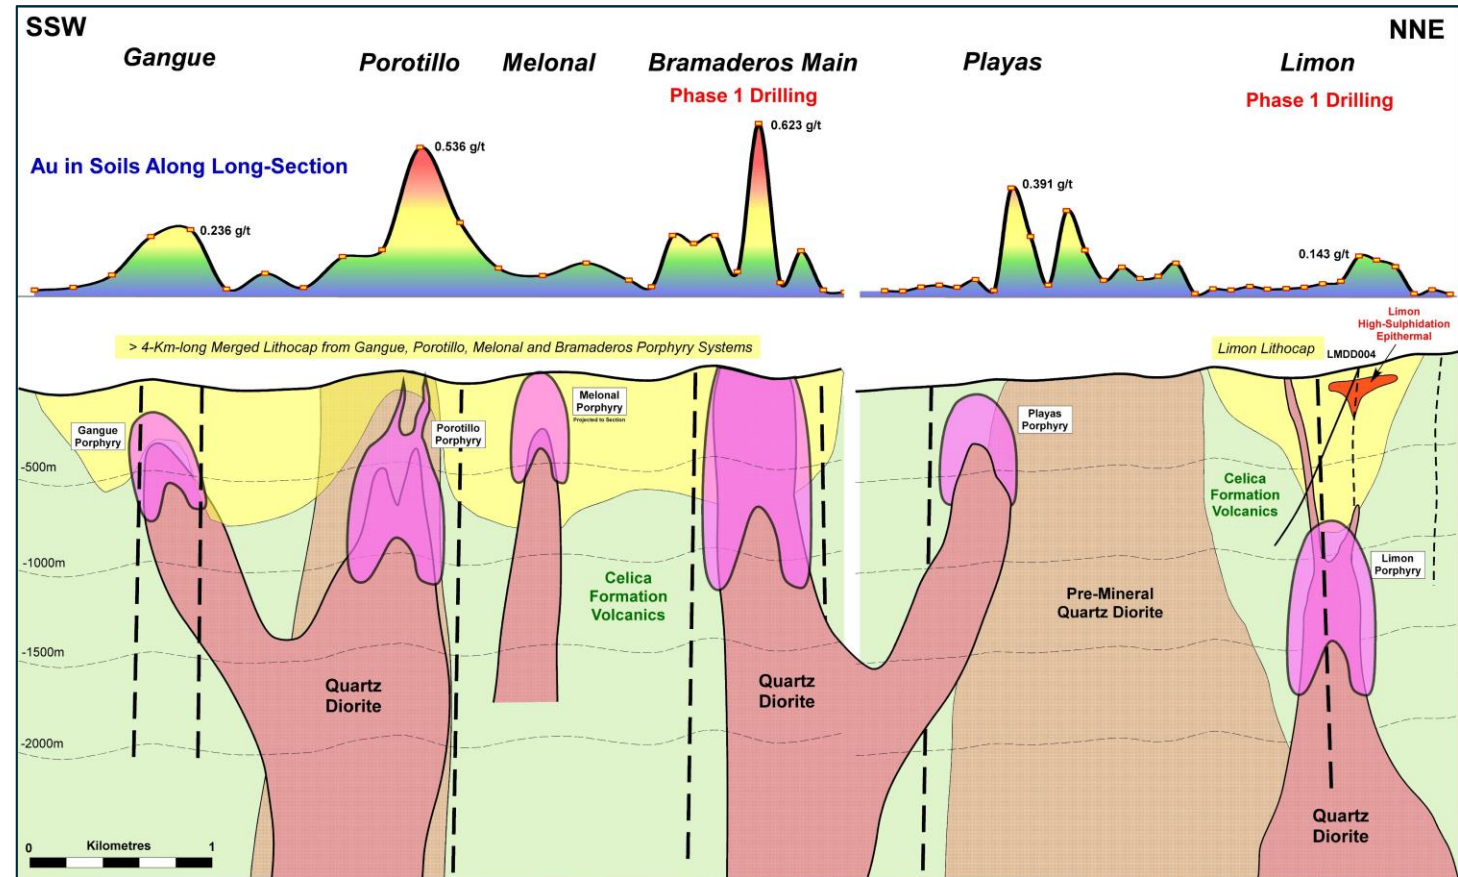 SSW
NNE
Gangue
Porotillo
Melonal
Bramaderos Main
Playas
Limon
Phase 1 Drilling
Phase 1 Drilling
0.623 g/t
0.536 g/t
Au in Soils Along Long-Section
0.391 g/t
0.236 g/t
0.143 g/t
Limon
High-Sulphidation
Epithermal
> 4-Km-long Merged Lithocap from Gangue, Porotillo, Melonal and Bramaderos Porphyry Systems
Limon Lithocap
LMDD004
Melonal
Porphyry
Projected to Section
Gangue
Porphyry
Porotillo
Porphyry
Playas
Porphyry
-500m
Celica
Formation
Volcanics
-1000m
Limon
Porphyry
Celica
Formation
Volcanics
Pre-Mineral
Quartz Diorite
-1500m
Quartz
Diorite
Quartz
Diorite
-2000m
Quartz
Diorite
0 Kilometres 1